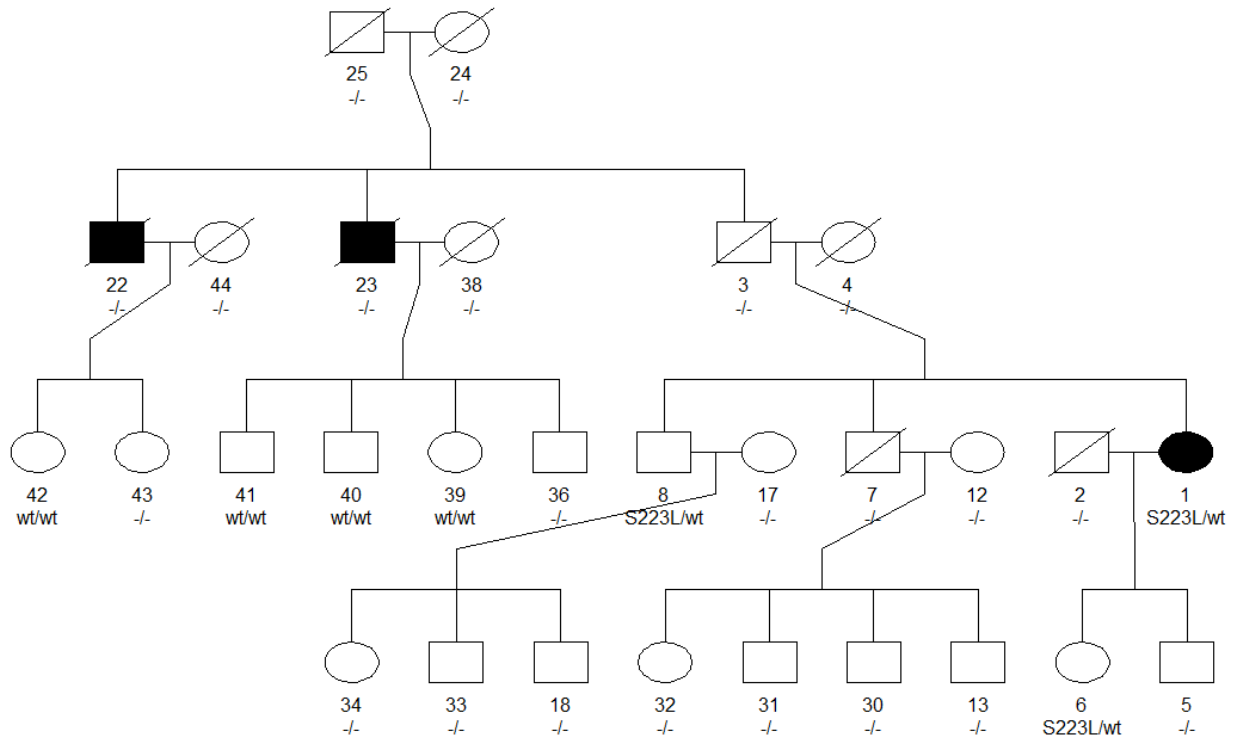 25 24
-/- -/-
22 44 23 38 3 4
-/- -/- -/- -/- -/- -/-
42 43 41 40 39 36 8 17 7 12 2 1
wt/wt -/- wt/wt wt/wt wt/wt -/- S223L/wt -/- -/- -/- -/- S223L/wt
34 33 18 32 31 30 13 6 5
-/- -/- -/- -/- -/- -/- -/- S223L/wt -/-